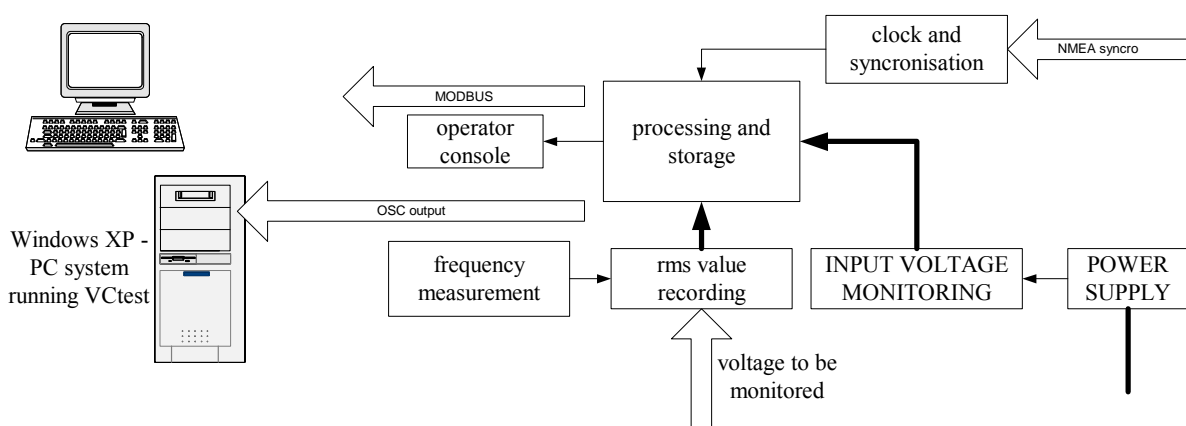 clock and
syncronisation
NMEA syncro
MODBUS
operator
console
processing and
storage
OSC output
Windows XP -
PC system
running VCtest
frequency
measurement
rms value
recording
INPUT VOLTAGE
MONITORING
POWER
SUPPLY
voltage to be
monitored